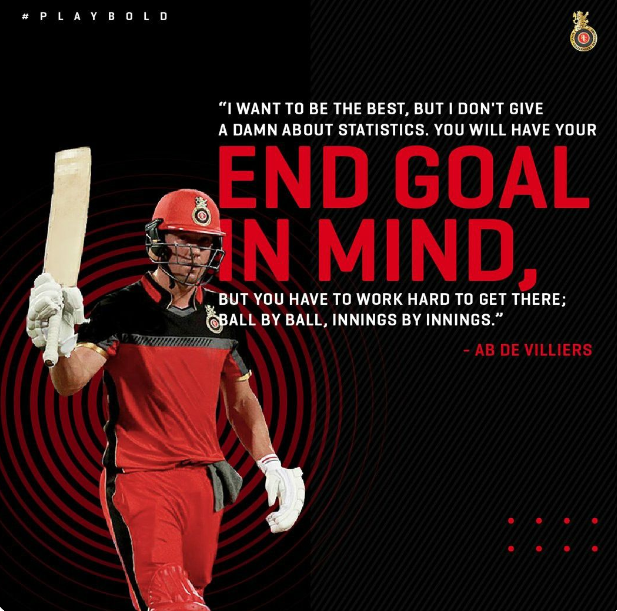 #PLAYBOLD
“I WANT TO BE THE BEST, BUT I DON'T GIVE
A DAMN ABOUT STATISTICS. YOU WILL HAVE YOUR
END GOAL
IN MIND,
BUT YOU HAVE TO WORK HARD TO GET THERE;
BALL BY BALL, INNINGS BY INNINGS.”
- AB DE VILLIERS